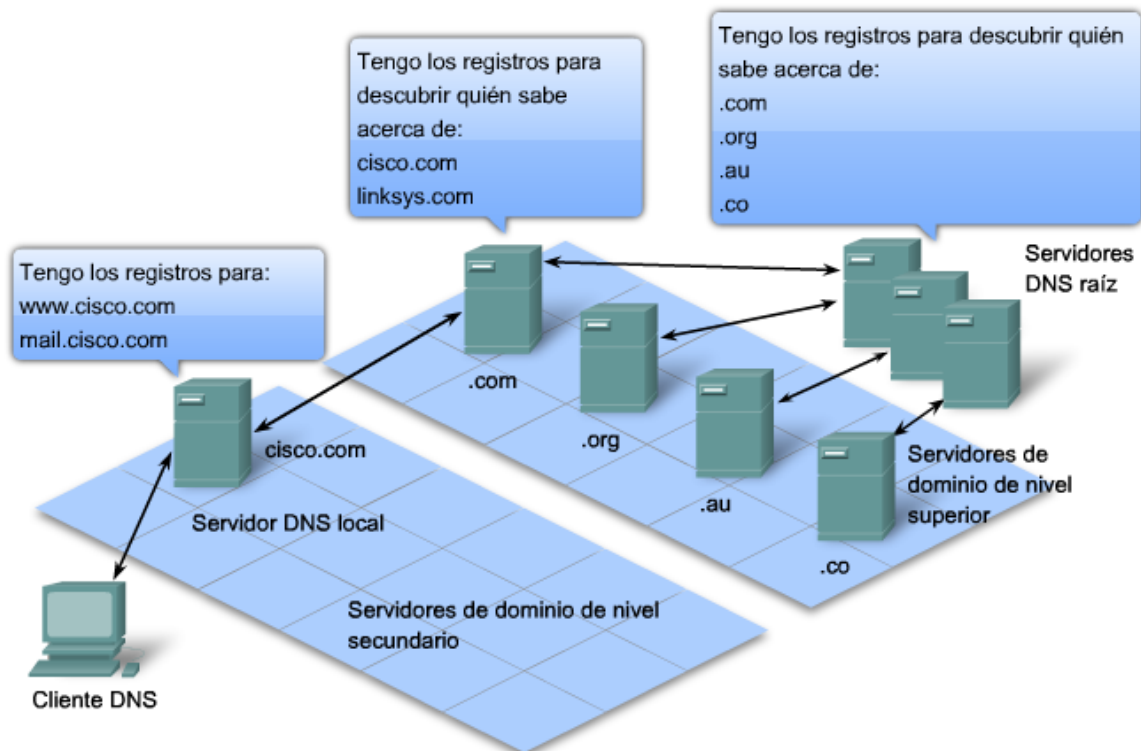 Tengo los registros para descubrir quién
sabe acerca de:
.com
.org
.au
.co
Tengo los registros para
descubrir quién sabe
acerca de:
cisco.com
linksys.com
Tengo los registros para:
www.cisco.com
mail.cisco.com
Servidores
DNS raíz
.com
.org
.au
.co
Servidores de
dominio de nivel
superior
cisco.com
Servidor DNS local
Servidores de dominio de nivel
secundario
Cliente DNS